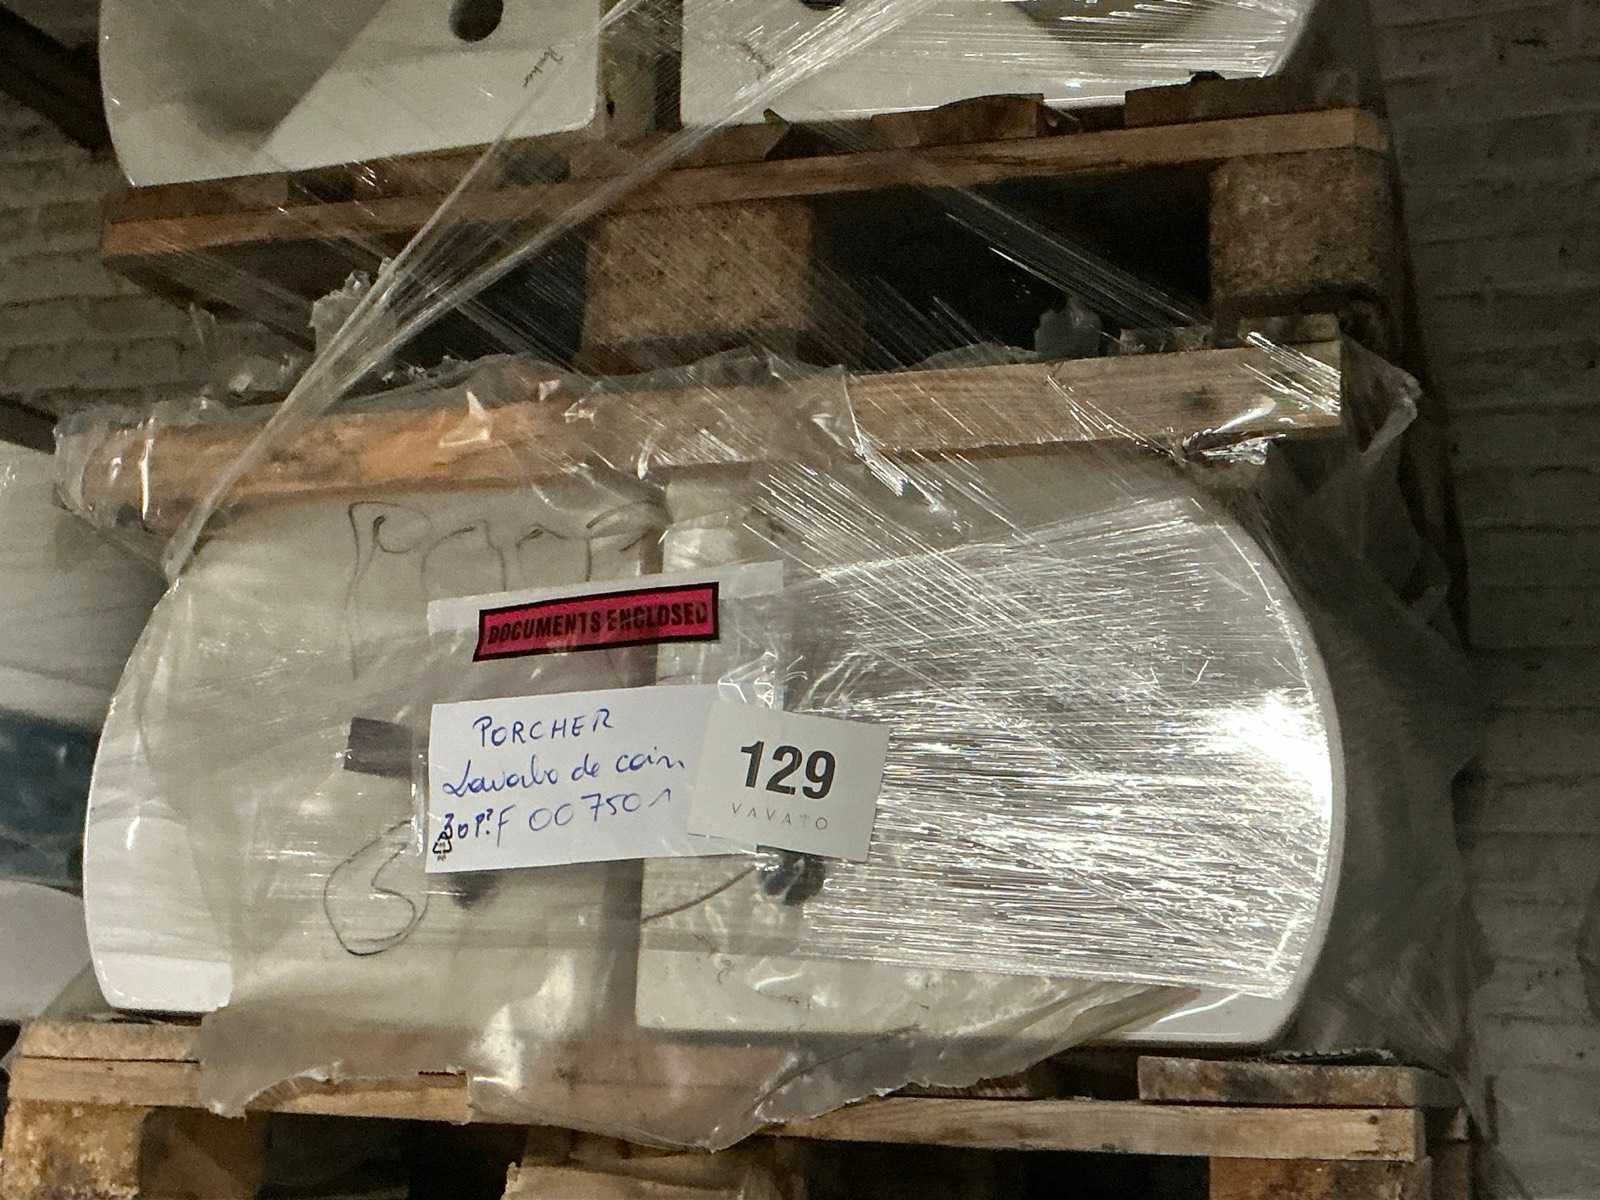 DOCUMENTS ENCLOSED
PORCHER
Lavabo de coin
F 007501
129
VAVATO